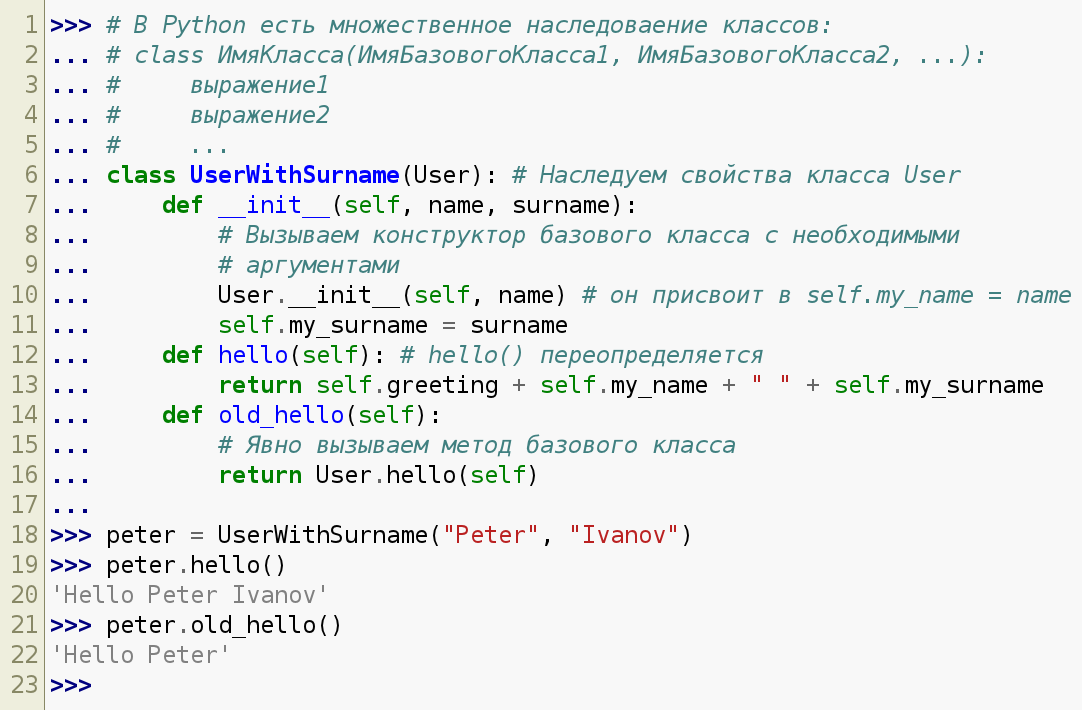 1 >>> # В Python есть множественное наследоваение классов:
2 ... # class ИмяКласса(ИмяБазовогоКласса1, ИмяБазовогоКласса2, ...):
3 ... #     выражение1
4 ... #     выражение2
5 ... #     ...
6 ... class UserWithSurname(User): # Наследуем свойства класса User
7 ...     def __init__(self, name, surname):
8 ...         # Вызываем конструктор базового класса с необходимыми
9 ...         # аргументами
10 ...         User.__init__(self, name) # он присвоит в self.my_name = name
11 ...         self.my_surname = surname
12 ...     def hello(self): # hello() переопределяется
13 ...         return self.greeting + self.my_name + " " + self.my_surname
14 ...     def old_hello(self):
15 ...         # Явно вызываем метод базового класса
16 ...         return User.hello(self)
17 ...
18 >>> peter = UserWithSurname("Peter", "Ivanov")
19 >>> peter.hello()
20 'Hello Peter Ivanov'
21 >>> peter.old_hello()
22 'Hello Peter'
23 >>>